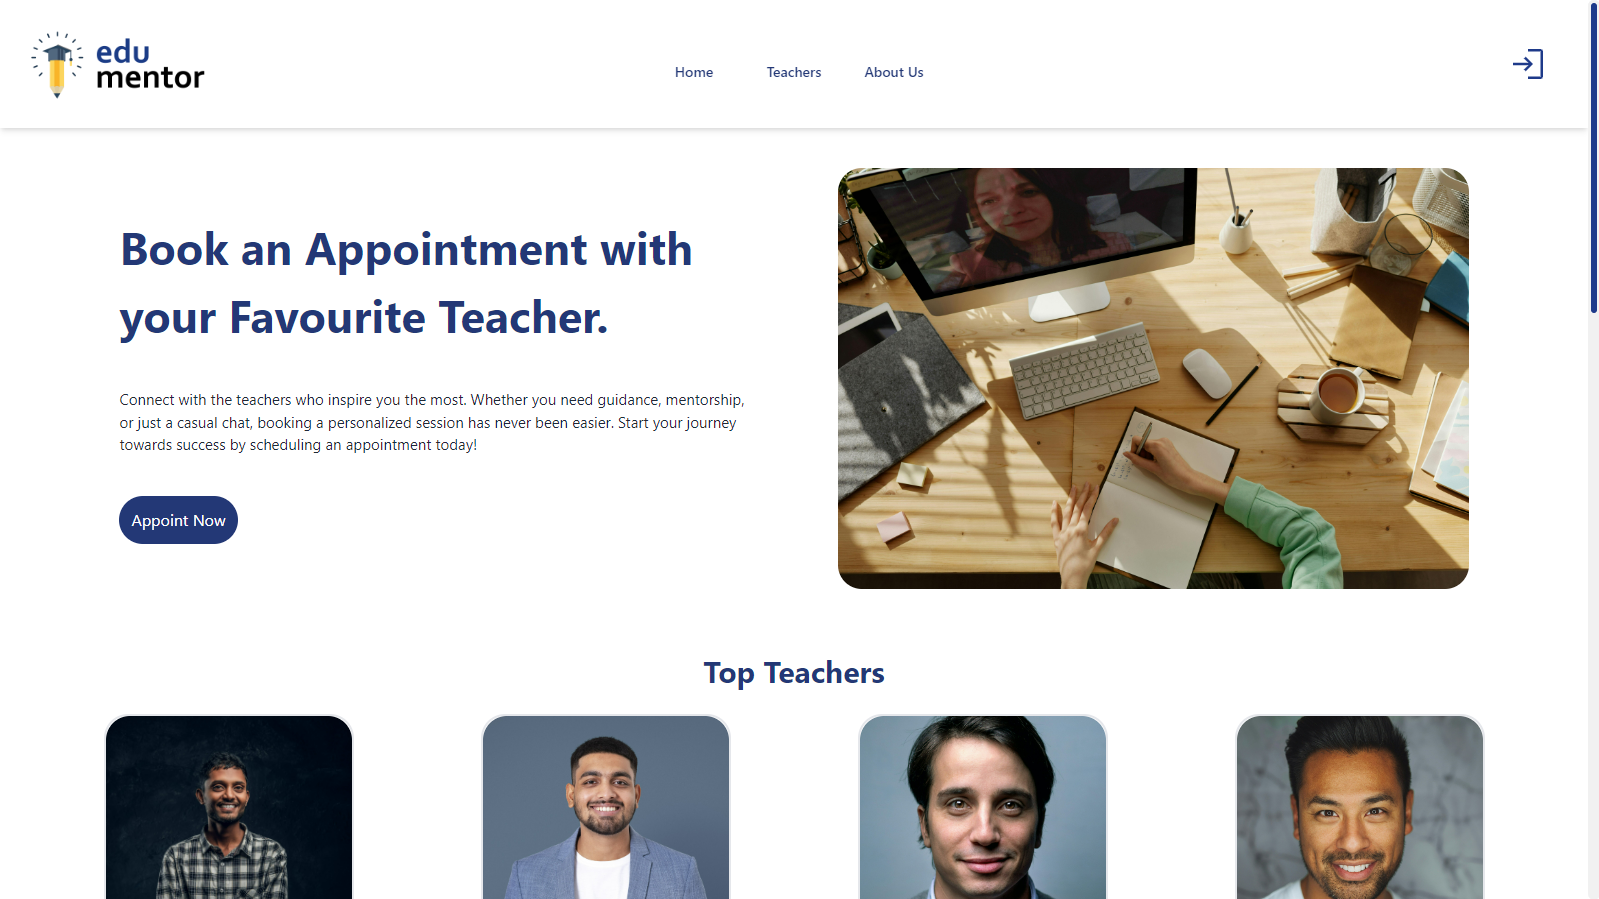 edu
mentor
Home
Teachers
About Us
Book an Appointment with
your Favourite Teacher.
Connect with the teachers who inspire you the most. Whether you need guidance, mentorship,
or just a casual chat, booking a personalized session has never been easier. Start your journey
towards success by scheduling an appointment today!
Appoint Now
Top Teachers